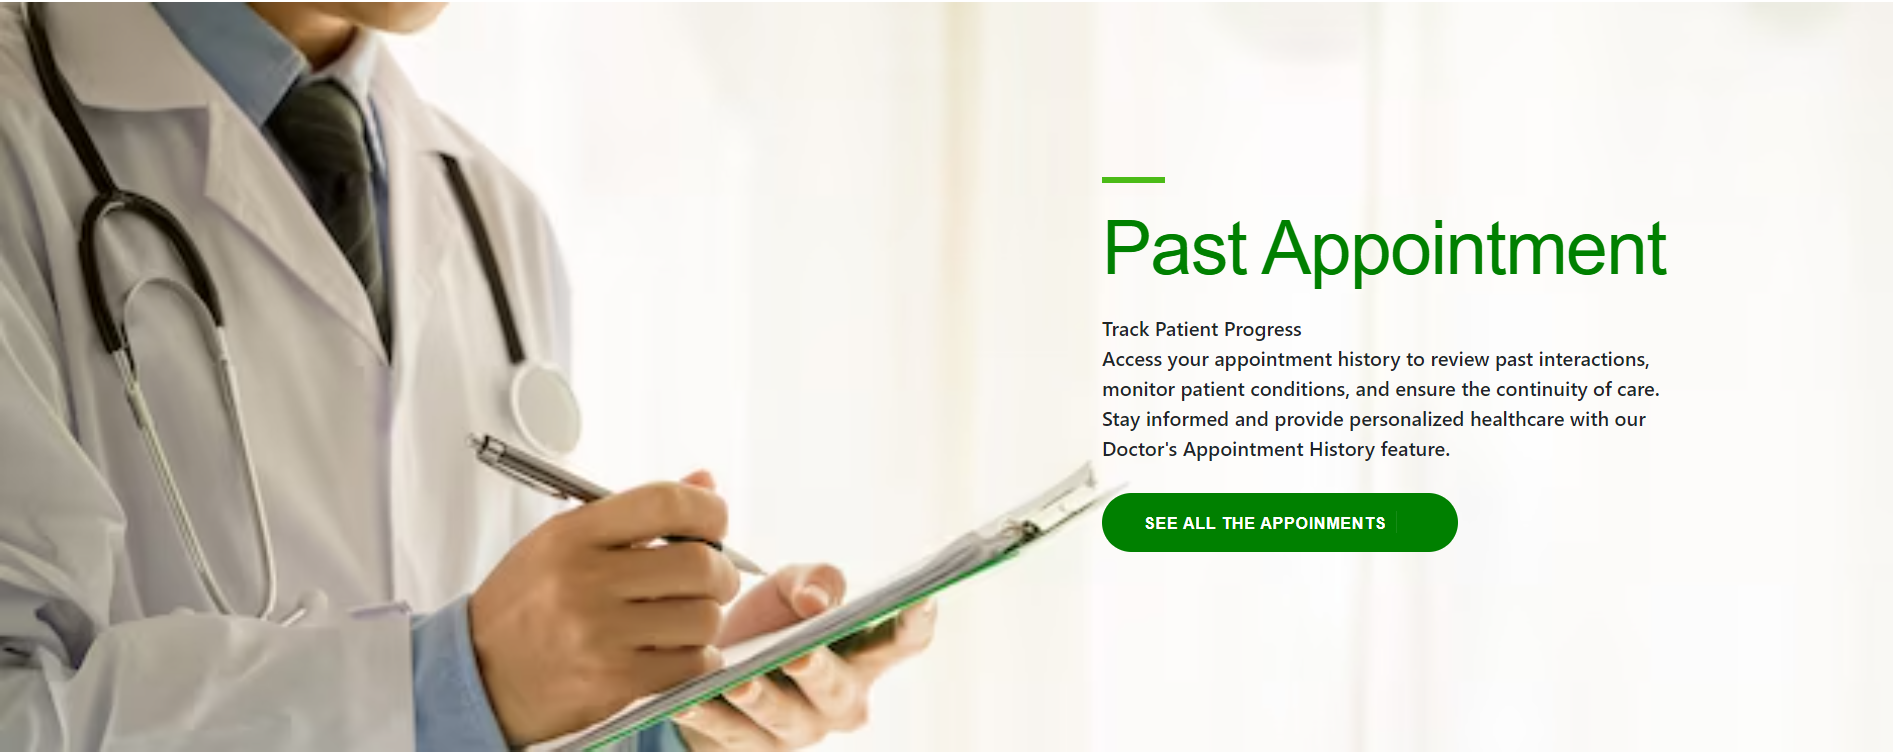 Past Appointment
Track Patient Progress
Access your appointment history to review past interactions,
monitor patient conditions, and ensure the continuity of care.
Stay informed and provide personalized healthcare with our
Doctor's Appointment History feature.
SEE ALL THE APPOINMENTS